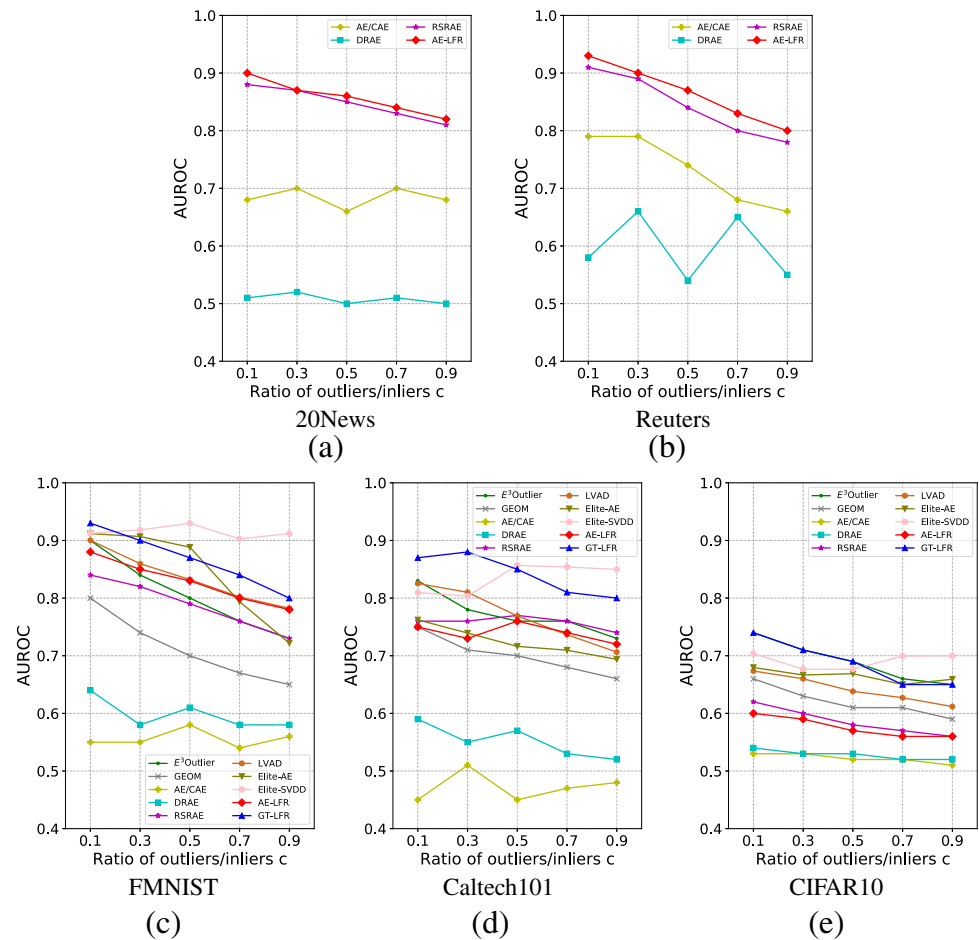 AE/CAE RSRAE
DRAE AE-LFR
1.0
0.9
0.8
0.7
0.6
0.5
0.4
AUROC
0.1 0.3 0.5 0.7 0.9
Ratio of outliers/inliers c
20News
(a)
AE/CAE RSRAE
DRAE AE-LFR
1.0
0.9
0.8
0.7
0.6
0.5
0.4
AUROC
0.1 0.3 0.5 0.7 0.9
Ratio of outliers/inliers c
Reuters
(b)
1.0
0.9
0.8
0.7
0.6
0.5
0.4
AUROC
E³Outlier LVAD
GEOM Elite-AE
AE/CAE Elite-SVDD
DRAE AE-LFR
RSRAE GT-LFR
0.1 0.3 0.5 0.7 0.9
Ratio of outliers/inliers c
FMNIST
(c)
E³Outlier LVAD
GEOM Elite-AE
AE/CAE Elite-SVDD
DRAE AE-LFR
RSRAE GT-LFR
1.0
0.9
0.8
0.7
0.6
0.5
0.4
AUROC
0.1 0.3 0.5 0.7 0.9
Ratio of outliers/inliers c
Caltech101
(d)
E³Outlier LVAD
GEOM Elite-AE
AE/CAE Elite-SVDD
DRAE AE-LFR
RSRAE GT-LFR
1.0
0.9
0.8
0.7
0.6
0.5
0.4
AUROC
0.1 0.3 0.5 0.7 0.9
Ratio of outliers/inliers c
CIFAR10
(e)